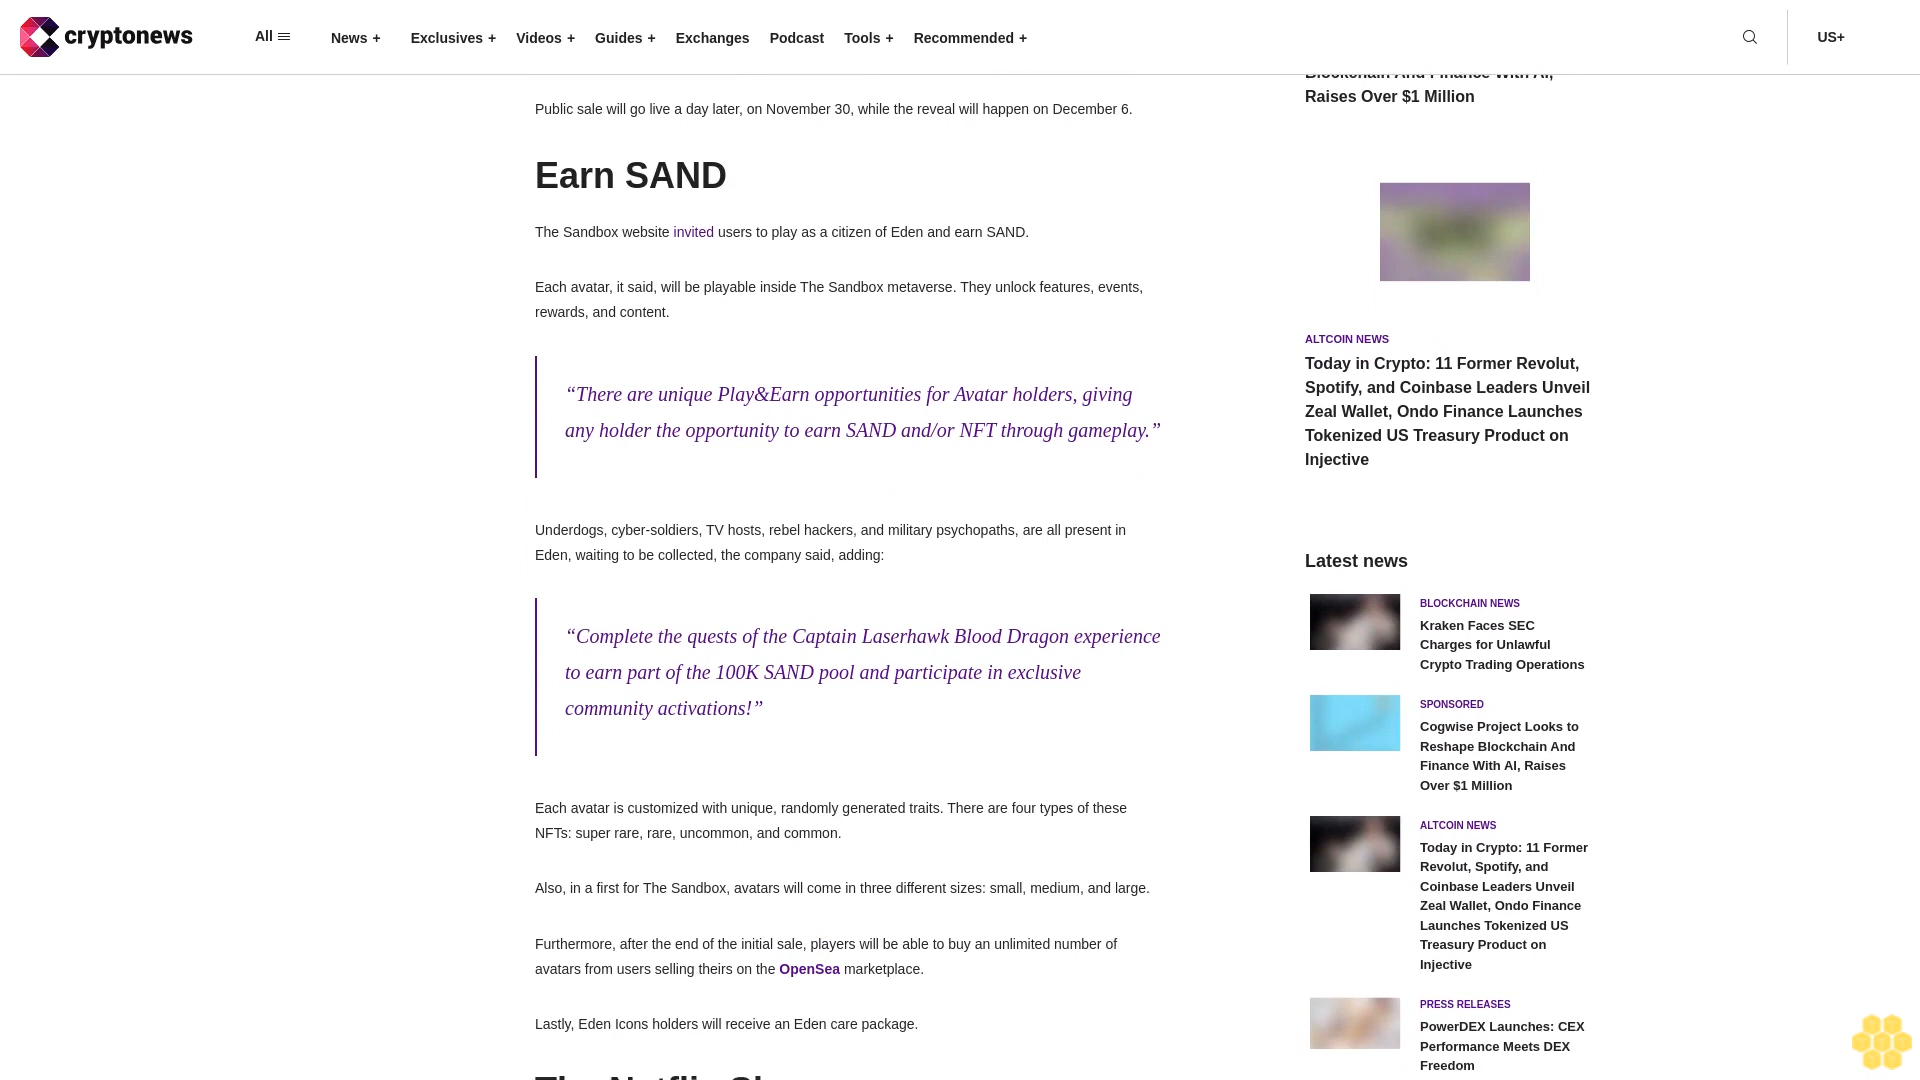 cryptonews
All
News +
Exclusives +
Videos +
Guides +
Exchanges
Podcast
Tools +
Recommended +
US+
Public sale will go live a day later, on November 30, while the reveal will happen on December 6.
Earn SAND
The Sandbox website invited users to play as a citizen of Eden and earn SAND.
Each avatar, it said, will be playable inside The Sandbox metaverse. They unlock features, events,
rewards, and content.
“There are unique Play&Earn opportunities for Avatar holders, giving
any holder the opportunity to earn SAND and/or NFT through gameplay.”
Underdogs, cyber-soldiers, TV hosts, rebel hackers, and military psychopaths, are all present in
Eden, waiting to be collected, the company said, adding:
“Complete the quests of the Captain Laserhawk Blood Dragon experience
to earn part of the 100K SAND pool and participate in exclusive
community activations!”
Each avatar is customized with unique, randomly generated traits. There are four types of these
NFTs: super rare, rare, uncommon, and common.
Also, in a first for The Sandbox, avatars will come in three different sizes: small, medium, and large.
Furthermore, after the end of the initial sale, players will be able to buy an unlimited number of
avatars from users selling theirs on the OpenSea marketplace.
Lastly, Eden Icons holders will receive an Eden care package.
Blockchain And Finance With AI,
Raises Over $1 Million
ALTCOIN NEWS
Today in Crypto: 11 Former Revolut,
Spotify, and Coinbase Leaders Unveil
Zeal Wallet, Ondo Finance Launches
Tokenized US Treasury Product on
Injective
Latest news
BLOCKCHAIN NEWS
Kraken Faces SEC
Charges for Unlawful
Crypto Trading Operations
SPONSORED
Cogwise Project Looks to
Reshape Blockchain And
Finance With AI, Raises
Over $1 Million
ALTCOIN NEWS
Today in Crypto: 11 Former
Revolut, Spotify, and
Coinbase Leaders Unveil
Zeal Wallet, Ondo Finance
Launches Tokenized US
Treasury Product on
Injective
PRESS RELEASES
PowerDEX Launches: CEX
Performance Meets DEX
Freedom